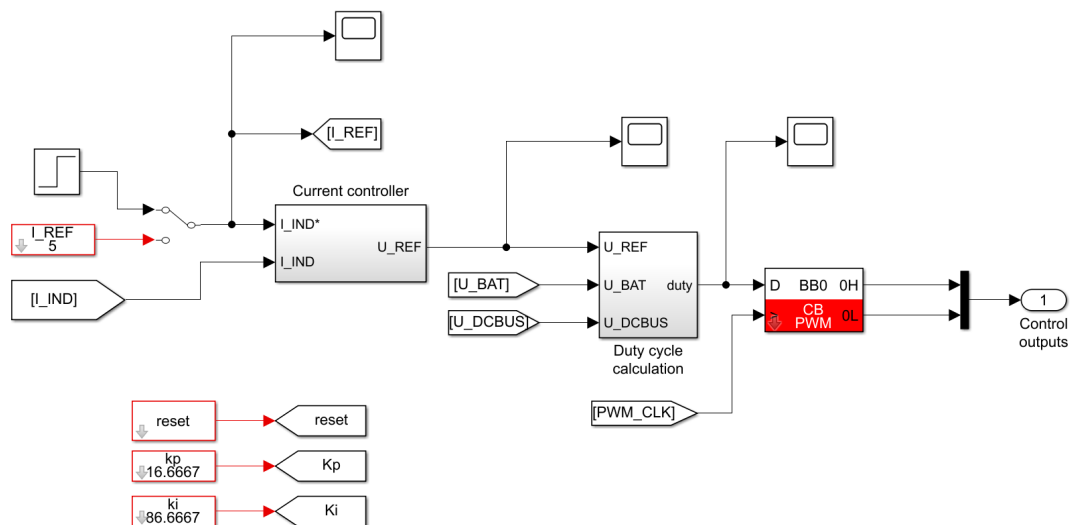 [I_REF]
Current controller
I_REF
5
I_IND*
U_REF
I_IND
[I_IND]
[U_BAT]
[U_DCBUS]
U_REF
U_BAT
duty
U_DCBUS
Duty cycle
calculation
D BB0 0H
CB
PWM
0L
1
Control
outputs
[PWM_CLK]
reset
reset
kp
16.6667
Kp
ki
86.6667
Ki